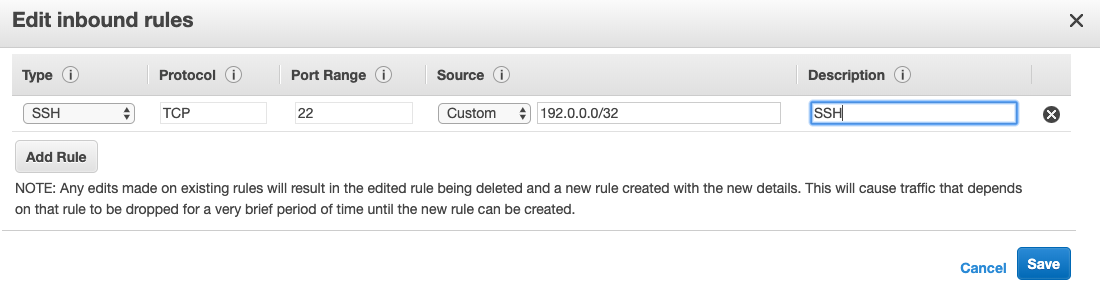 Edit inbound rules
Type Protocol Port Range Source Description
SSH TCP 22 Custom 192.0.0.0/32 SSH
Add Rule
NOTE: Any edits made on existing rules will result in the edited rule being deleted and a new rule created with the new details. This will cause traffic that depends
on that rule to be dropped for a very brief period of time until the new rule can be created.
Cancel Save